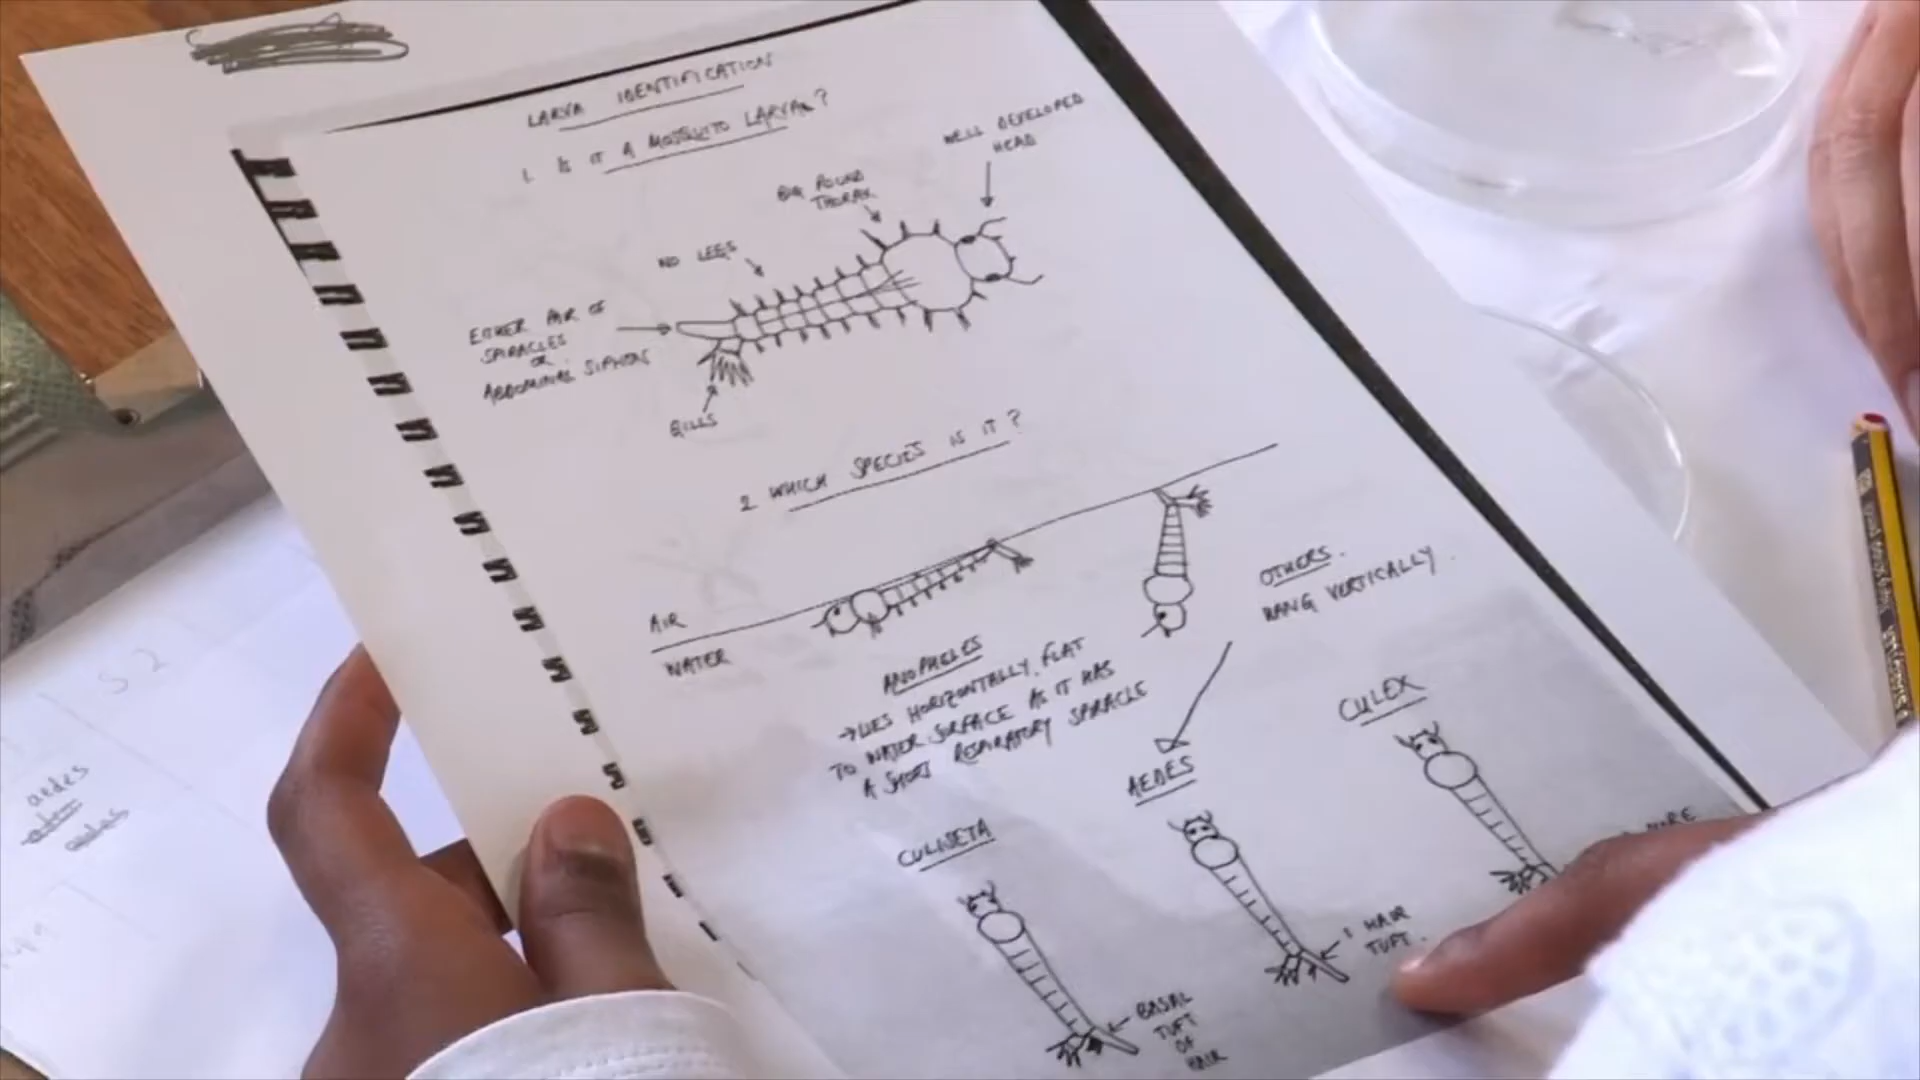 LARVA IDENTIFICATION
1. IS IT A MOSQUITO LARVA?
WELL DEVELOPED
HEAD
BIG ROUND
THORAX
NO LEGS
EITHER PAIR OF
SPIRACLES
OR
ABDOMINAL SIPHONS
GILLS
2 WHICH SPECIES IS IT?
AIR
WATER
ANOPHELES
→ LIES HORIZONTALLY, FLAT
TO WATER SURFACE AS IT HAS
A SHORT RESPIRATORY SPIRACLE
OTHERS.
HANG VERTICALLY.
CULISETA
BASAL
TUFT
OF
HAIR
AEDES
1 HAIR
TUFT.
CULEX
S2
aedes
aedes